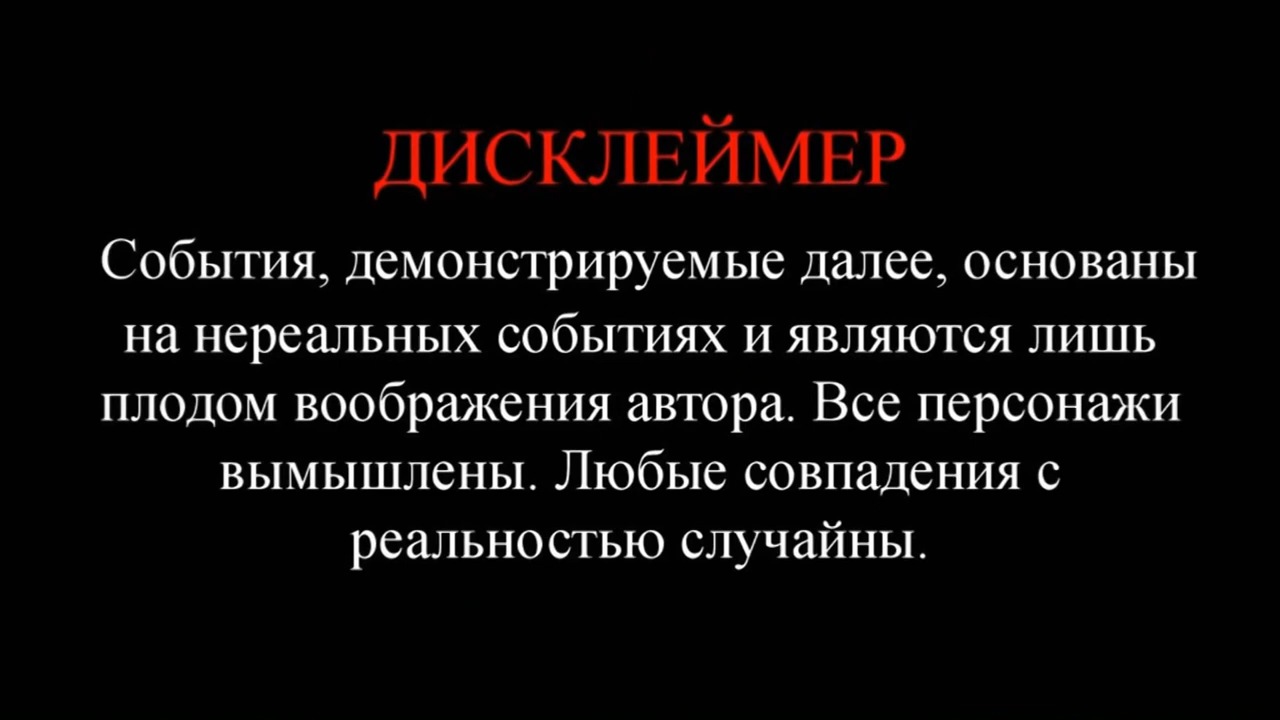 ДИСКЛЕЙМЕР
События, демонстрируемые далее, основаны
на нереальных событиях и являются лишь
плодом воображения автора. Все персонажи
вымышлены. Любые совпадения с
реальностью случайны.